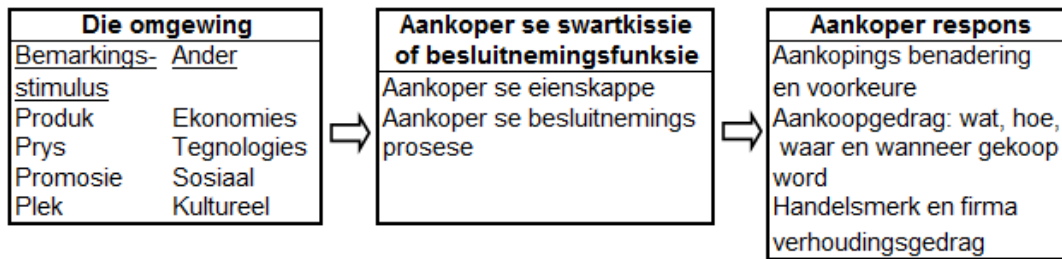 Die omgewing
Bemarkings- Ander
stimulus
Produk Ekonomies
Prys Tegnologies
Promosie Sosiaal
Plek Kultureel
Aankoper se swartkissie
of besluitnemingsfunksie
Aankoper se eienskappe
Aankoper se besluitnemings
prosese
Aankoper respons
Aankopings benadering
en voorkeure
Aankoopgedrag: wat, hoe,
waar en wanneer gekoop
word
Handelsmerk en firma
verhoudingsgedrag